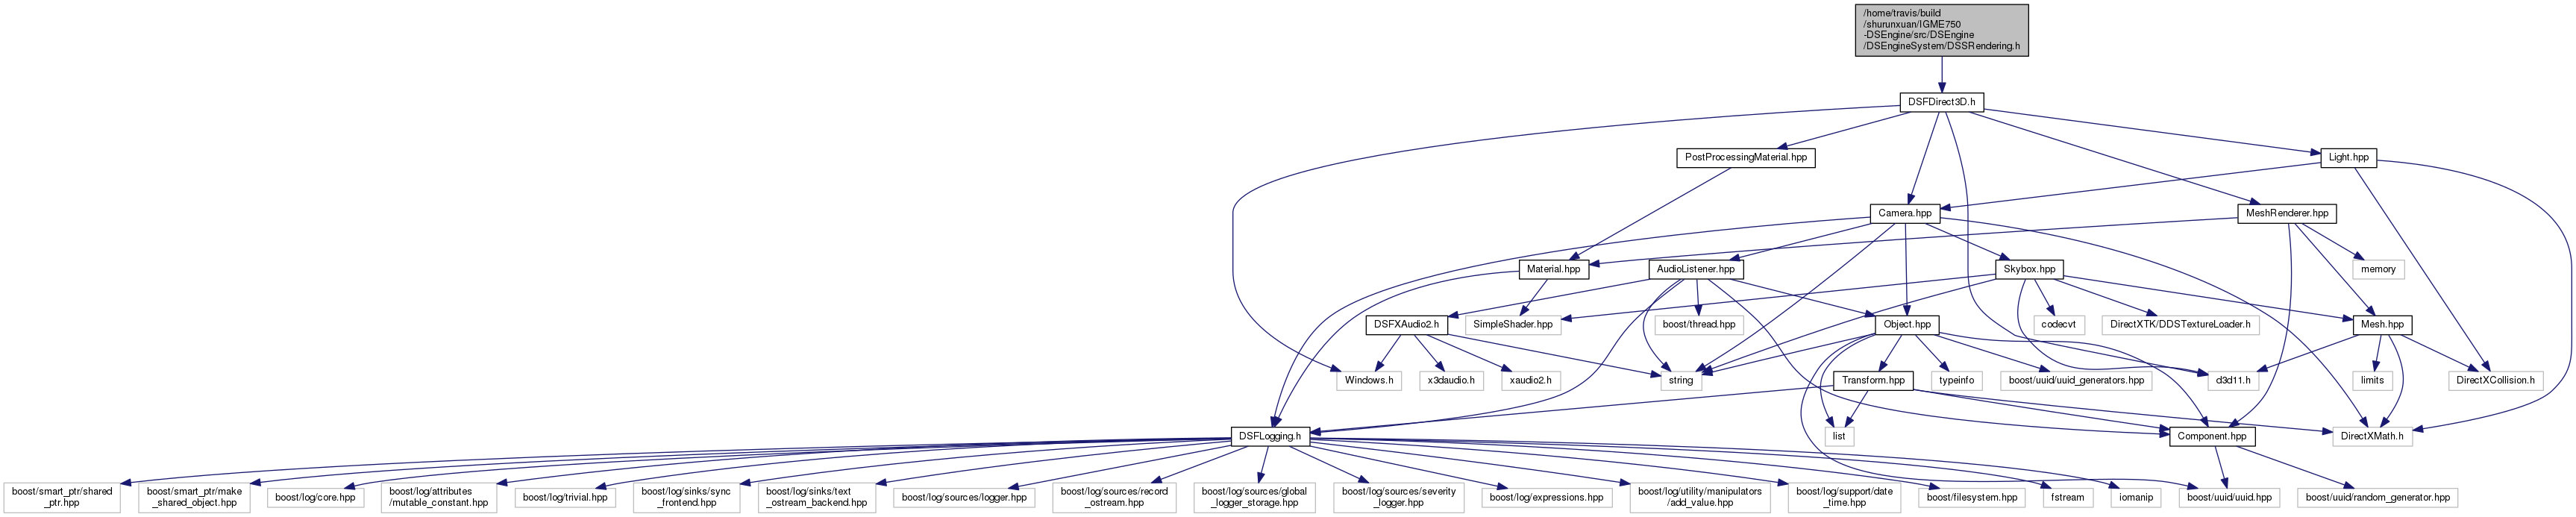 /home/travis/build
/shurunxuan/IGME750
-DSEngine/src/DSEngine
/DSEngineSystem/DSSRendering.h
DSFDirect3D.h
PostProcessingMaterial.hpp
Light.hpp
Camera.hpp
MeshRenderer.hpp
Material.hpp
AudioListener.hpp
Skybox.hpp
memory
DSFXAudio2.h
SimpleShader.hpp
boost/thread.hpp
Object.hpp
codecvt
DirectXTK/DDSTextureLoader.h
Mesh.hpp
Windows.h
x3daudio.h
xaudio2.h
string
Transform.hpp
typeinfo
boost/uuid/uuid_generators.hpp
d3d11.h
limits
DirectXCollision.h
DSFLogging.h
list
Component.hpp
DirectXMath.h
boost/smart_ptr/shared
_ptr.hpp
boost/smart_ptr/make
_shared_object.hpp
boost/log/core.hpp
boost/log/attributes
/mutable_constant.hpp
boost/log/trivial.hpp
boost/log/sinks/sync
_frontend.hpp
boost/log/sinks/text
_ostream_backend.hpp
boost/log/sources/logger.hpp
boost/log/sources/record
_ostream.hpp
boost/log/sources/global
_logger_storage.hpp
boost/log/sources/severity
_logger.hpp
boost/log/expressions.hpp
boost/log/utility/manipulators
/add_value.hpp
boost/log/support/date
_time.hpp
boost/filesystem.hpp
fstream
iomanip
boost/uuid/uuid.hpp
boost/uuid/random_generator.hpp